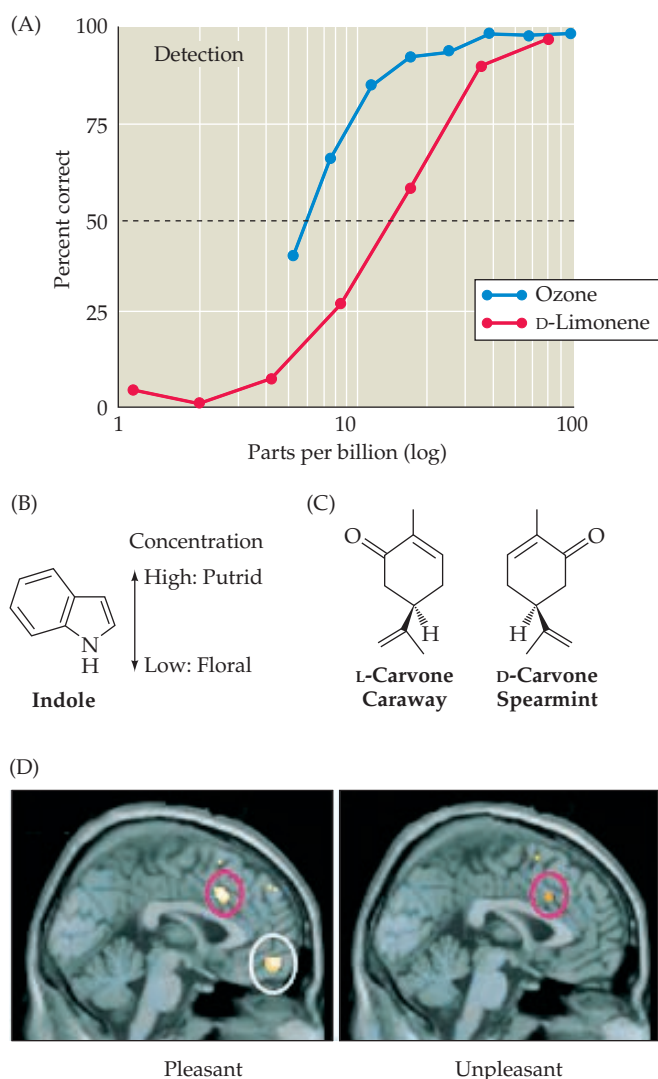 (A)
100
75
50
25
0
Percent correct
Detection
Ozone
D-Limonene
1
10
100
Parts per billion (log)
(B)
Concentration
High: Putrid
Low: Floral
N
H
Indole
(C)
O
H
L-Carvone
Caraway
O
H
D-Carvone
Spearmint
(D)
Pleasant
Unpleasant